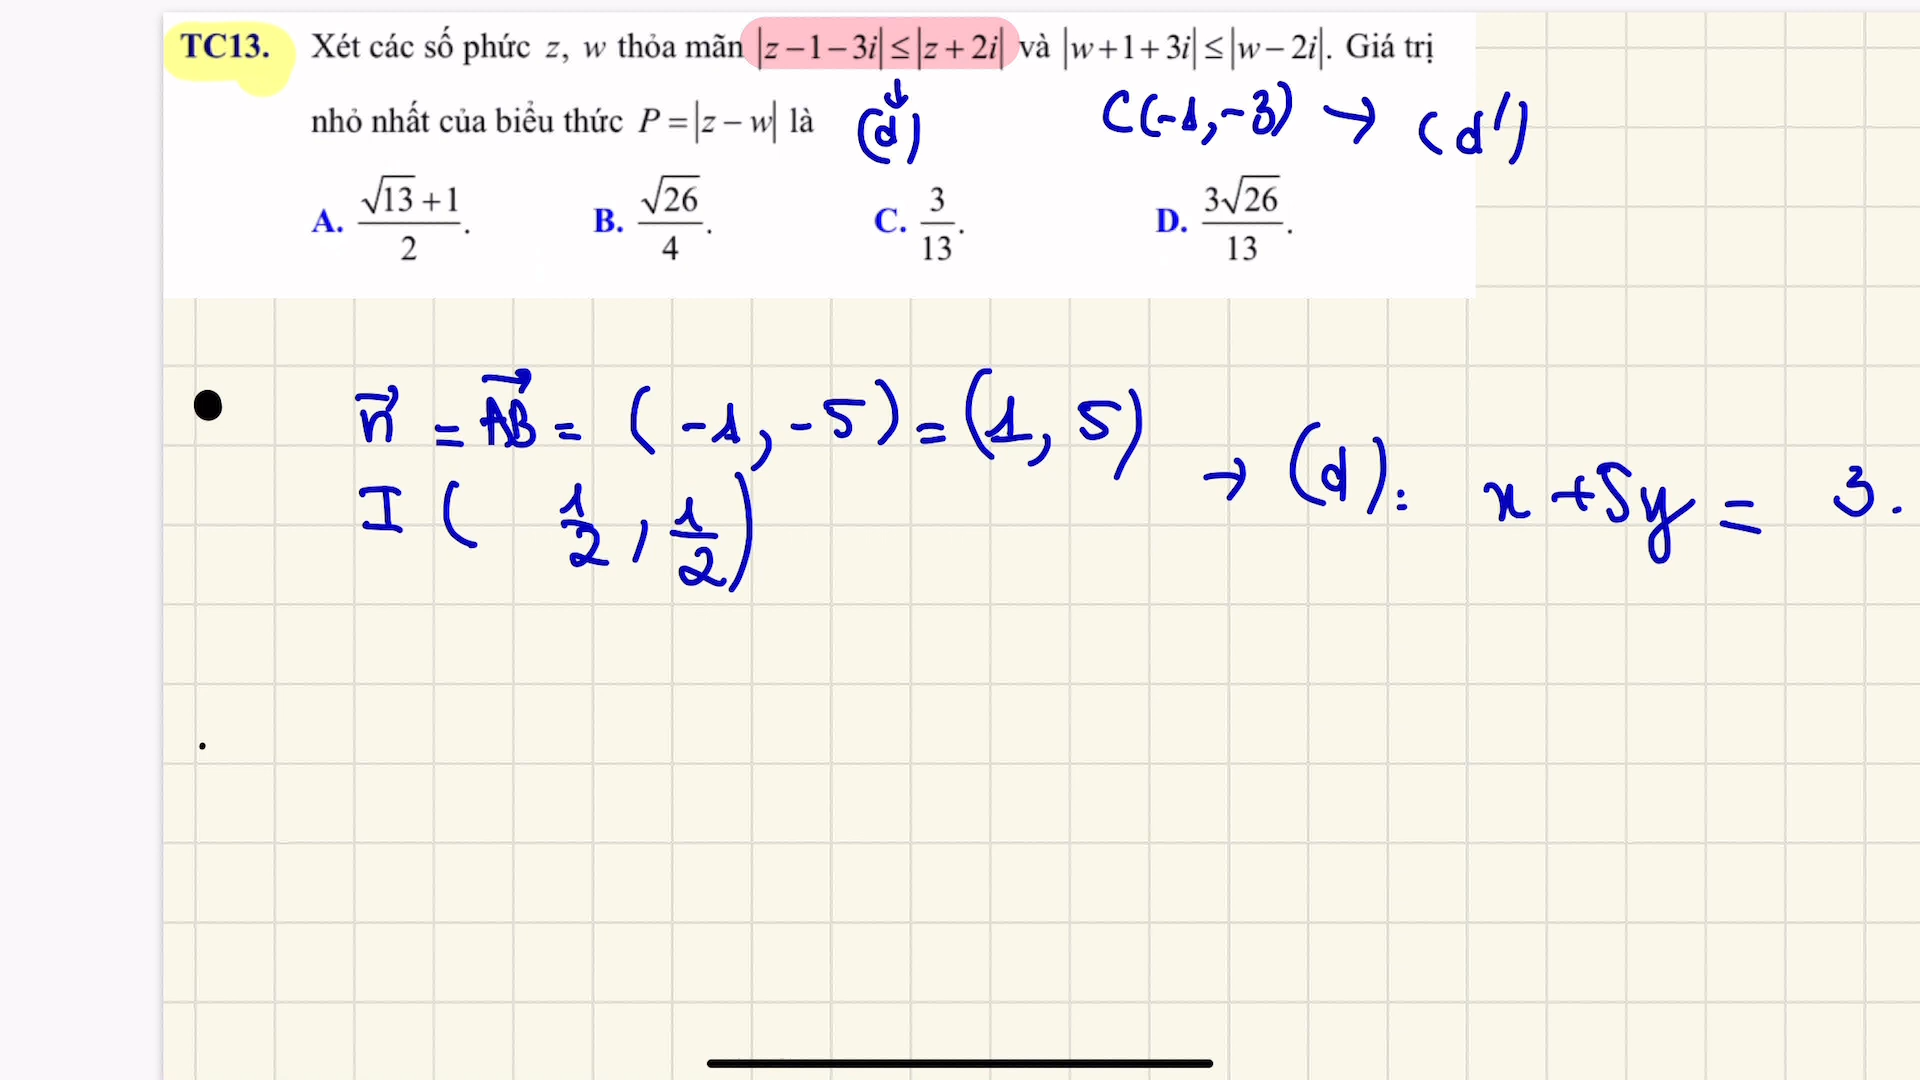 TC13. Xét các số phức z, w thỏa mãn |z−1−3i|≤|z+2i| và |w+1+3i|≤|w−2i|. Giá trị
nhỏ nhất của biểu thức P=|z−w| là
(d)
C(-1,-3) → (d')
A. (√13+1)/2. B. √26/4. C. 3/13. D. 3√26/13.
n⃗ = AB⃗ = (-1, -5) = (1, 5)
I (1/2, 1/2) → (d): x+5y = 3.